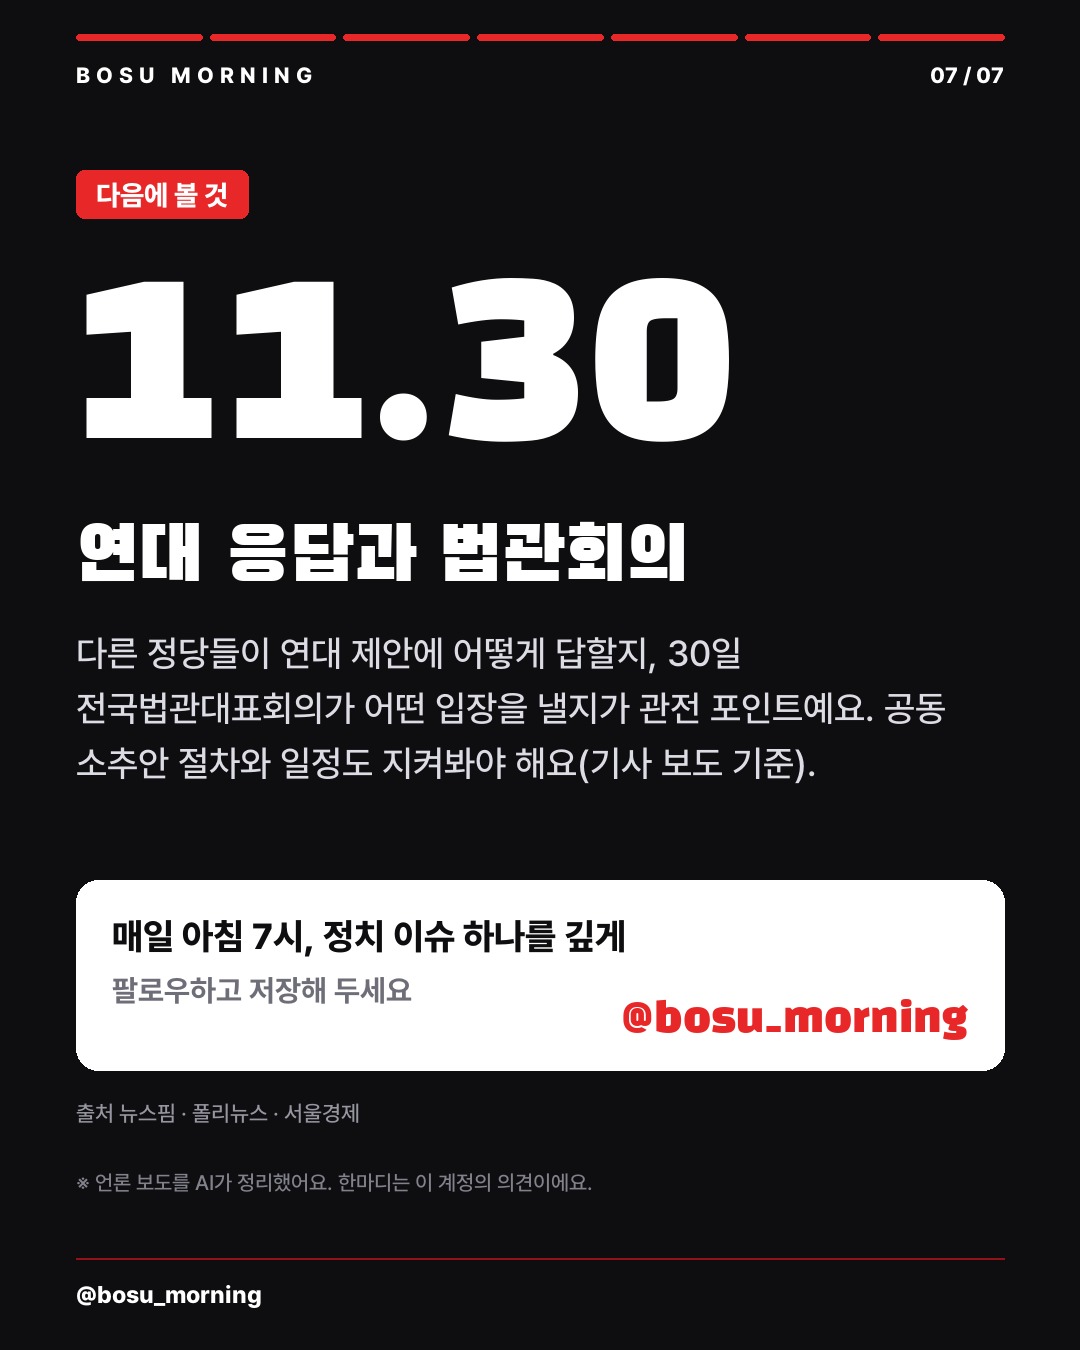 BOSU MORNING
07 / 07
다음에 볼 것
11.30
연대 응답과 법관회의
다른 정당들이 연대 제안에 어떻게 답할지, 30일
전국법관대표회의가 어떤 입장을 낼지가 관전 포인트예요. 공동
소추안 절차와 일정도 지켜봐야 해요(기사 보도 기준).
매일 아침 7시, 정치 이슈 하나를 깊게
팔로우하고 저장해 두세요
@bosu_morning
출처 뉴스핌 · 폴리뉴스 · 서울경제
※ 언론 보도를 AI가 정리했어요. 한마디는 이 계정의 의견이에요.
@bosu_morning